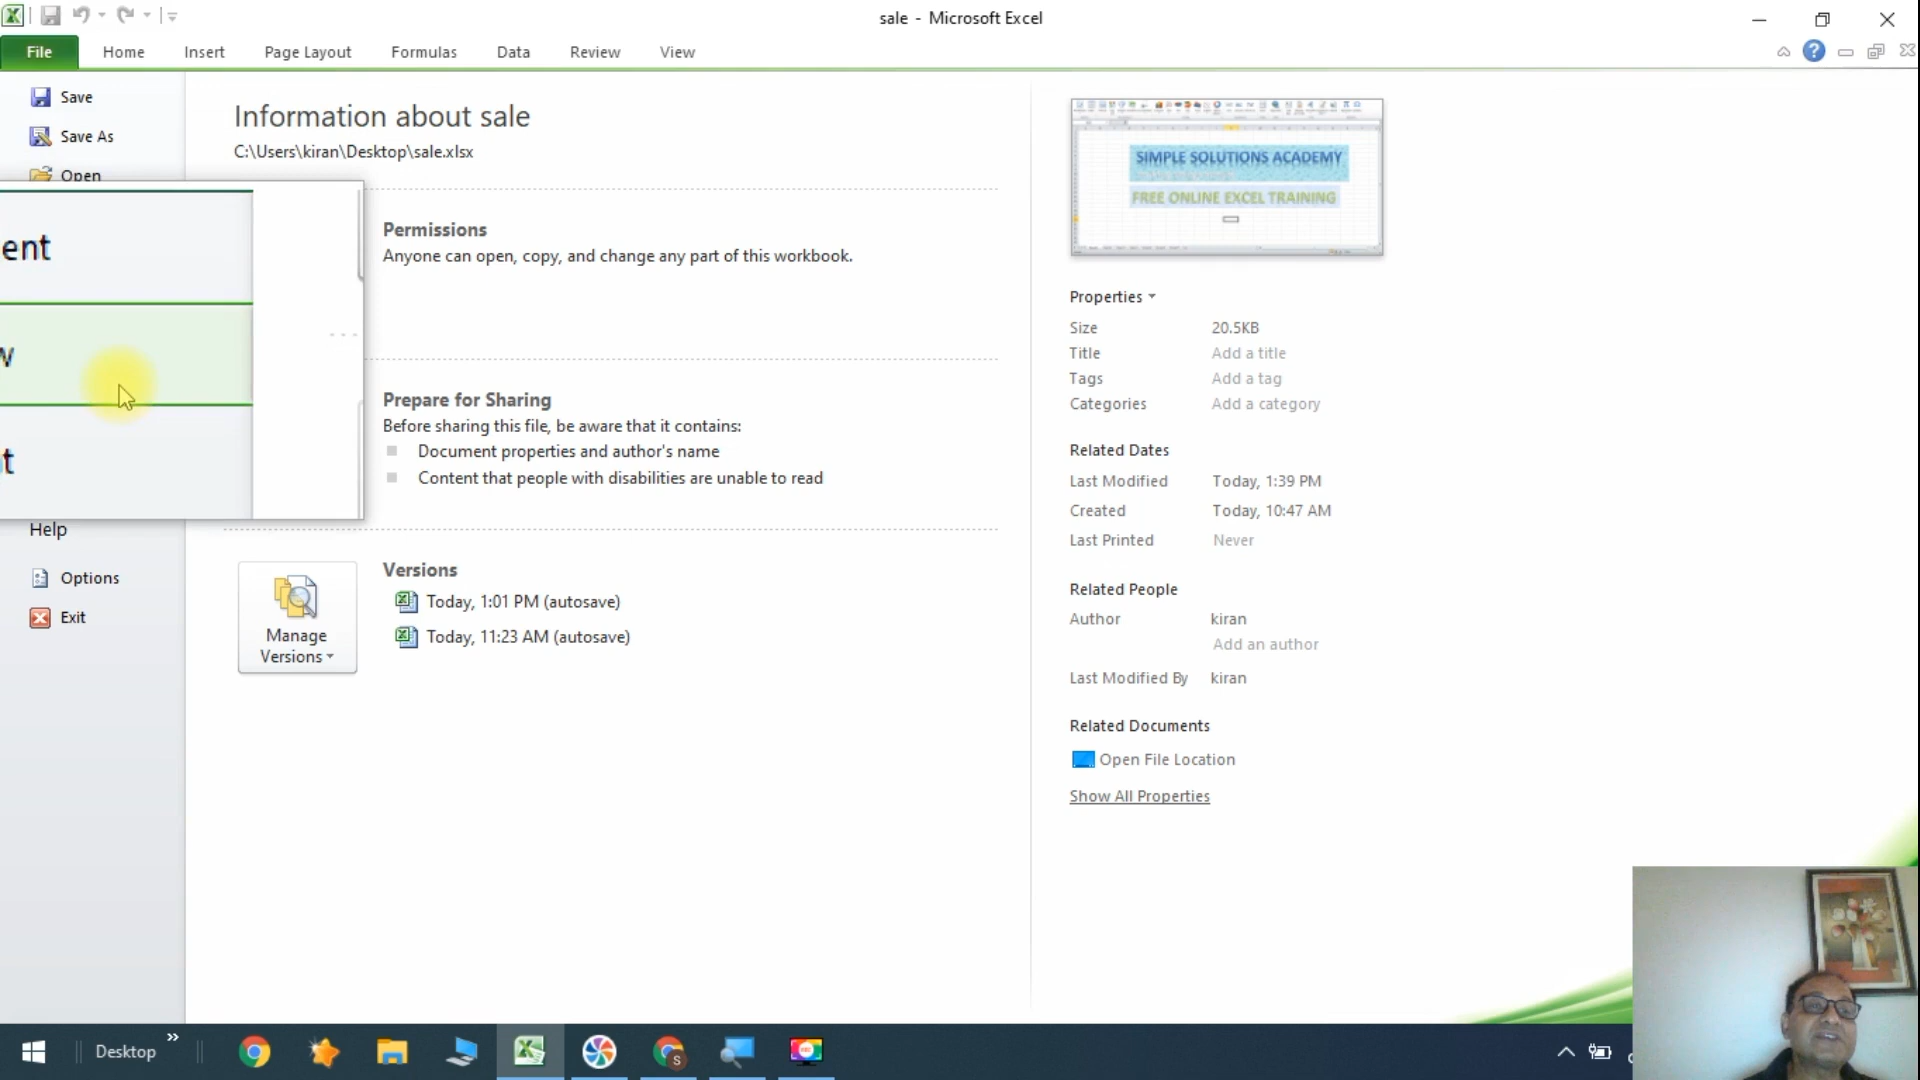 sale - Microsoft Excel
File Home Insert Page Layout Formulas Data Review View
Save
Save As
Open
ent
w
t
Help
Options
Exit
Information about sale
C:\Users\kiran\Desktop\sale.xlsx
Permissions
Anyone can open, copy, and change any part of this workbook.
Prepare for Sharing
Before sharing this file, be aware that it contains:
Document properties and author's name
Content that people with disabilities are unable to read
Manage
Versions
Versions
Today, 1:01 PM (autosave)
Today, 11:23 AM (autosave)
SIMPLE SOLUTIONS ACADEMY
FREE ONLINE EXCEL TRAINING
Properties
Size 20.5KB
Title Add a title
Tags Add a tag
Categories Add a category
Related Dates
Last Modified Today, 1:39 PM
Created Today, 10:47 AM
Last Printed Never
Related People
Author kiran
Add an author
Last Modified By kiran
Related Documents
Open File Location
Show All Properties
Desktop
S